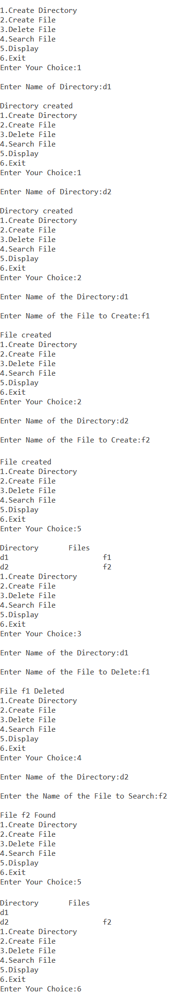 1.Create Directory
2.Create File
3.Delete File
4.Search File
5.Display
6.Exit
Enter Your Choice:1
Enter Name of Directory:d1
Directory created
1.Create Directory
2.Create File
3.Delete File
4.Search File
5.Display
6.Exit
Enter Your Choice:1
Enter Name of Directory:d2
Directory created
1.Create Directory
2.Create File
3.Delete File
4.Search File
5.Display
6.Exit
Enter Your Choice:2
Enter Name of the Directory:d1
Enter Name of the File to Create:f1
File created
1.Create Directory
2.Create File
3.Delete File
4.Search File
5.Display
6.Exit
Enter Your Choice:2
Enter Name of the Directory:d2
Enter Name of the File to Create:f2
File created
1.Create Directory
2.Create File
3.Delete File
4.Search File
5.Display
6.Exit
Enter Your Choice:5
Directory       Files
d1                      f1
d2                      f2
1.Create Directory
2.Create File
3.Delete File
4.Search File
5.Display
6.Exit
Enter Your Choice:3
Enter Name of the Directory:d1
Enter Name of the File to Delete:f1
File f1 Deleted
1.Create Directory
2.Create File
3.Delete File
4.Search File
5.Display
6.Exit
Enter Your Choice:4
Enter Name of the Directory:d2
Enter the Name of the File to Search:f2
File f2 Found
1.Create Directory
2.Create File
3.Delete File
4.Search File
5.Display
6.Exit
Enter Your Choice:5
Directory       Files
d1
d2                      f2
1.Create Directory
2.Create File
3.Delete File
4.Search File
5.Display
6.Exit
Enter Your Choice:6